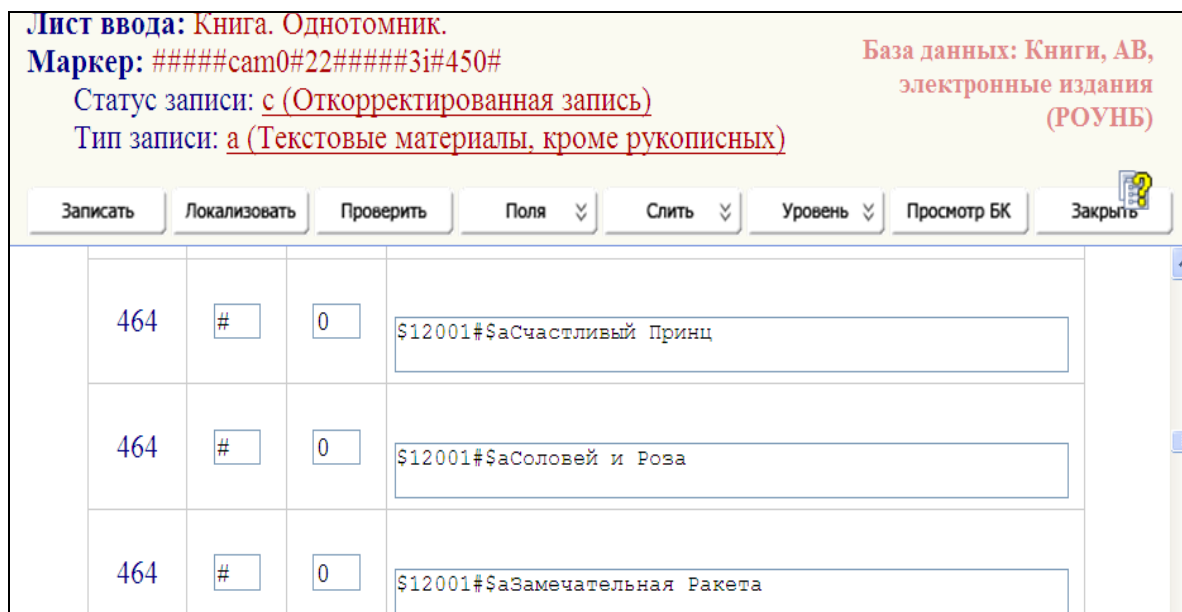 Лист ввода: Книга. Однотомник.
Маркер: #####cam0#22#####3i#450#
Статус записи: c (Откорректированная запись)
Тип записи: a (Текстовые материалы, кроме рукописных)
База данных: Книги, АВ,
электронные издания
(РОУНБ)
Записать Локализовать Проверить Поля Слить Уровень Просмотр БК Закрыть
464 # 0 $12001#$aСчастливый Принц
464 # 0 $12001#$aСоловей и Роза
464 # 0 $12001#$aЗамечательная Ракета